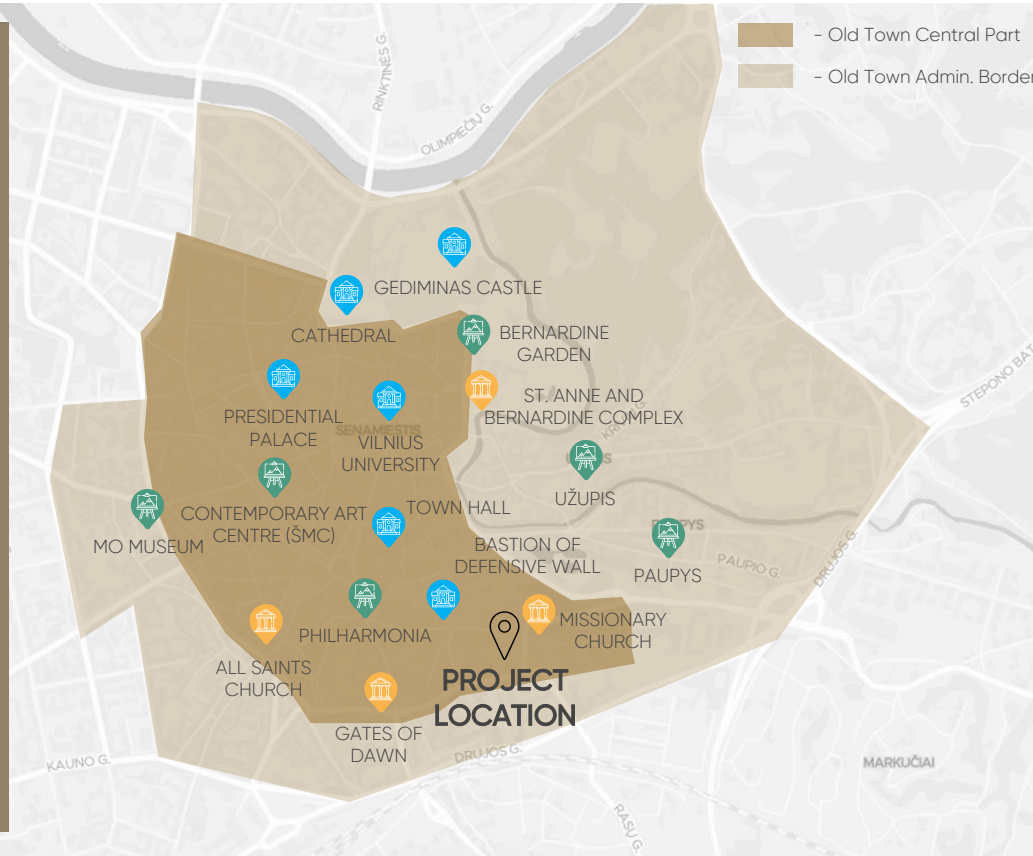 - Old Town Central Part
- Old Town Admin. Border
RINKTINĖS G.
OLIMPIEČIŲ G.
GEDIMINAS CASTLE
CATHEDRAL
BERNARDINE
GARDEN
STEPONO BAT
ST. ANNE AND
BERNARDINE COMPLEX
PRESIDENTIAL
PALACE
SENAMIESTIS
VILNIUS
UNIVERSITY
UŽUPIS
CONTEMPORARY ART
CENTRE (ŠMC)
TOWN HALL
MO MUSEUM
BASTION OF
DEFENSIVE WALL
PAUPYS
PAUPIO G.
DRUJOS G.
PHILHARMONIA
MISSIONARY
CHURCH
ALL SAINTS
CHURCH
PROJECT
LOCATION
GATES OF
DAWN
DRUJOS G.
KAUNO G.
MARKUČIAI
RASŲ G.